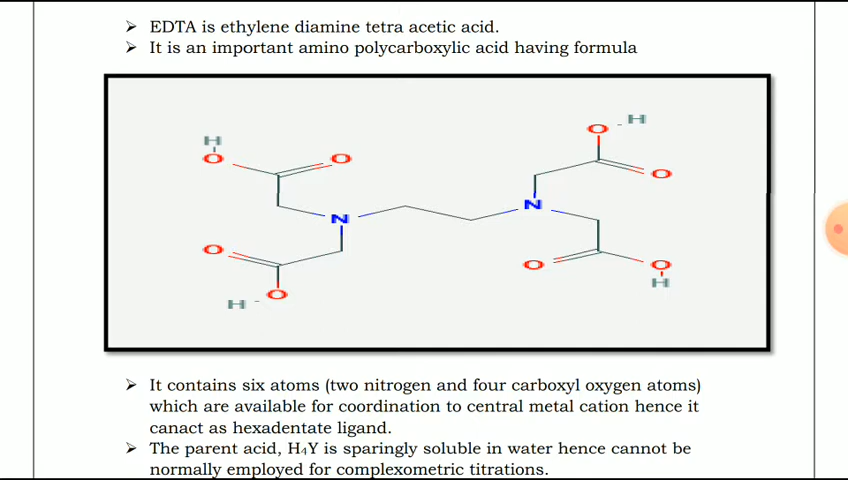 ➢ EDTA is ethylene diamine tetra acetic acid.
➢ It is an important amino polycarboxylic acid having formula
H
O O
O H
O
N
N
O
O
O
H
O
H
➢ It contains six atoms (two nitrogen and four carboxyl oxygen atoms)
which are available for coordination to central metal cation hence it
canact as hexadentate ligand.
➢ The parent acid, H₄Y is sparingly soluble in water hence cannot be
normally employed for complexometric titrations.